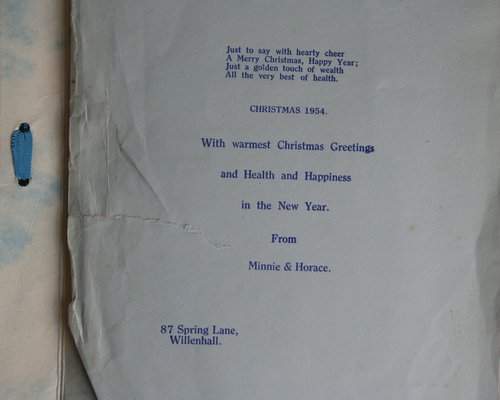 Just to say with hearty cheer
A Merry Christmas, Happy Year;
Just a golden touch of wealth
All the very best of health.
CHRISTMAS 1954.
With warmest Christmas Greetings
and Health and Happiness
in the New Year.
From
Minnie & Horace.
87 Spring Lane,
Willenhall.